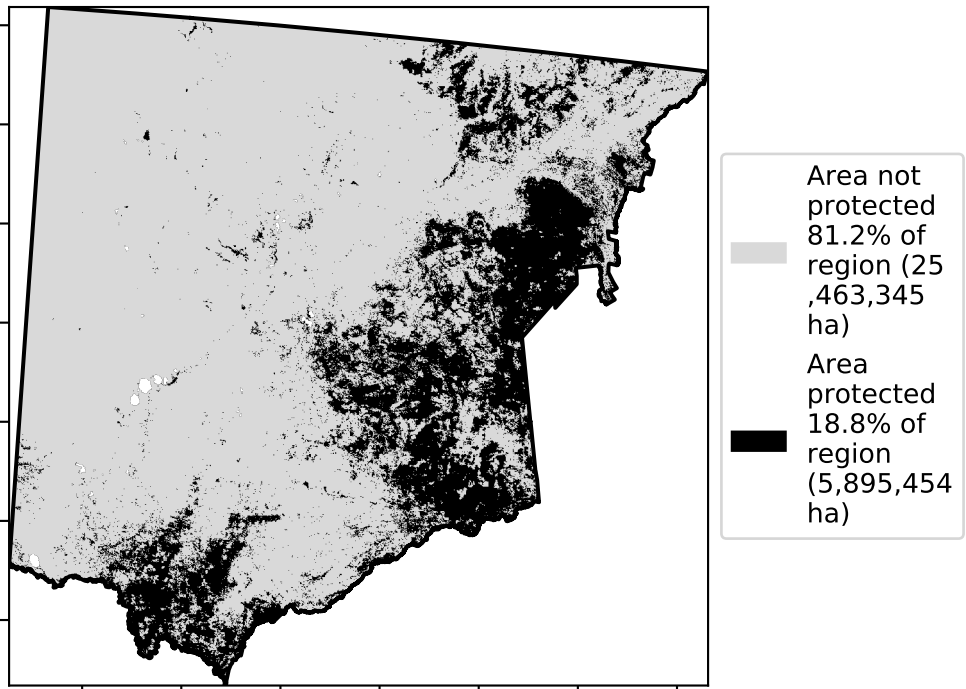 Area not
protected
81.2% of
region (25
,463,345
ha)
Area
protected
18.8% of
region
(5,895,454
ha)